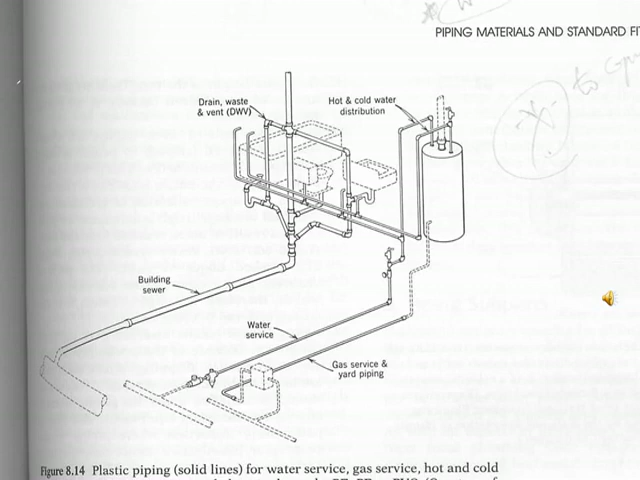 PIPING MATERIALS AND STANDARD FI
Drain, waste
& vent (DWV)
Hot & cold water
distribution
Building
sewer
Water
service
Gas service &
yard piping
Figure 8.14 Plastic piping (solid lines) for water service, gas service, hot and cold